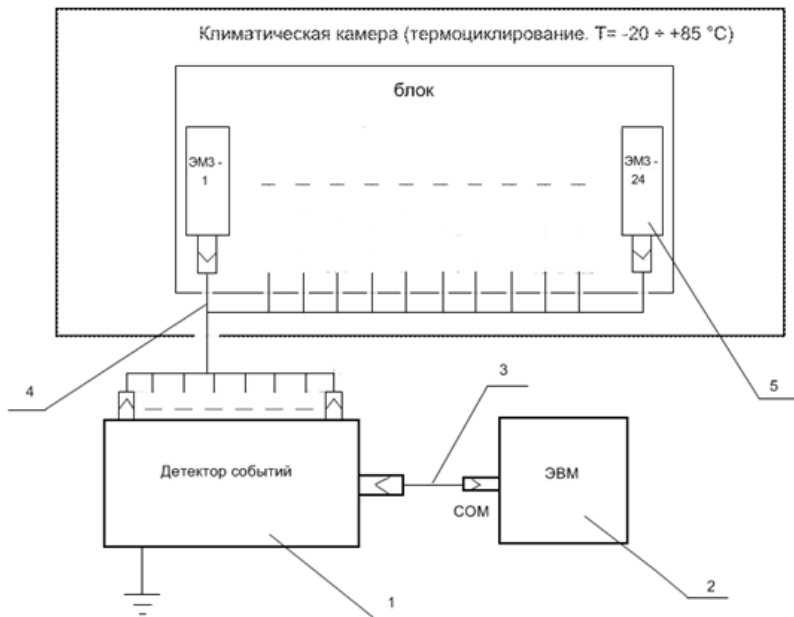 Климатическая камера (термоциклирование. Т= -20 ÷ +85 °С)
блок
ЭМЗ -
1
ЭМЗ -
24
4
3
5
Детектор событий
ЭВМ
СОМ
1
2